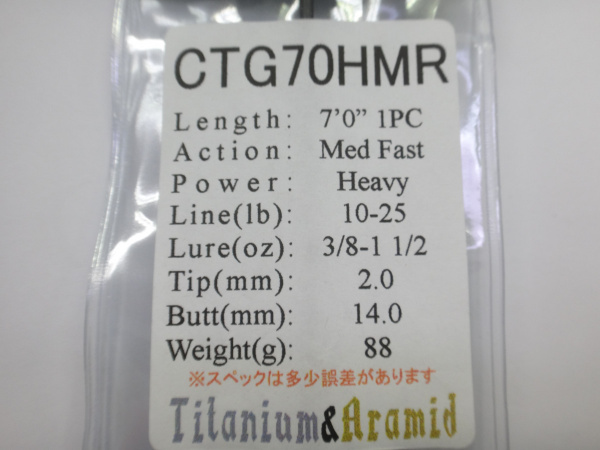 CTG70HMR
Length: 7'0” 1PC
Action: Med Fast
Power: Heavy
Line(lb): 10-25
Lure(oz): 3/8-1 1/2
Tip(mm): 2.0
Butt(mm): 14.0
Weight(g): 88
※スペックは多少誤差があります
Titanium&Aramid